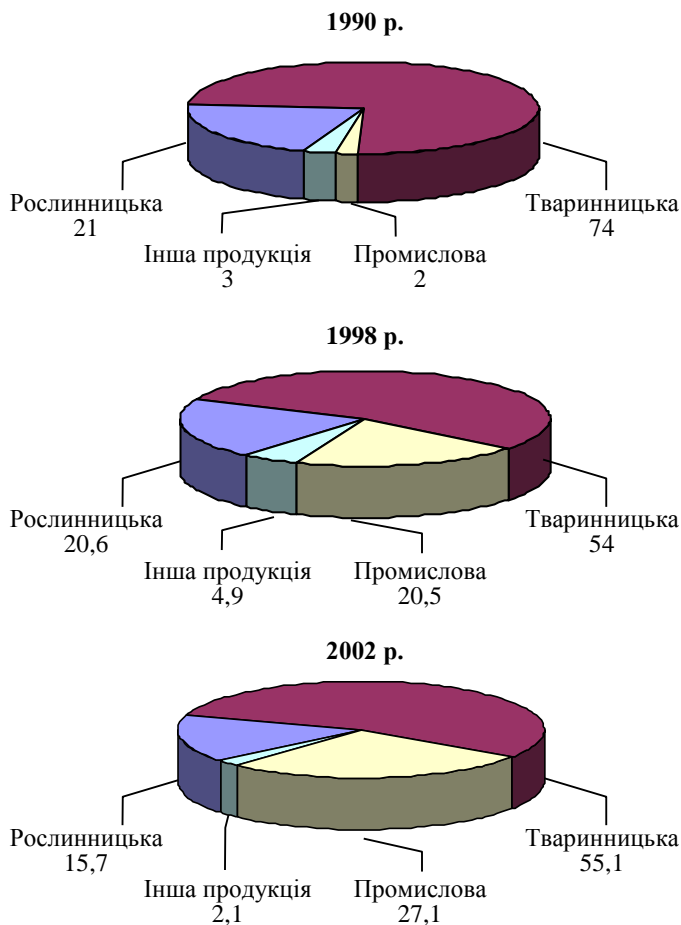 1990 р.
Рослинницька
21
Інша продукція
3
Промислова
2
Тваринницька
74
1998 р.
Рослинницька
20,6
Інша продукція
4,9
Промислова
20,5
Тваринницька
54
2002 р.
Рослинницька
15,7
Інша продукція
2,1
Промислова
27,1
Тваринницька
55,1